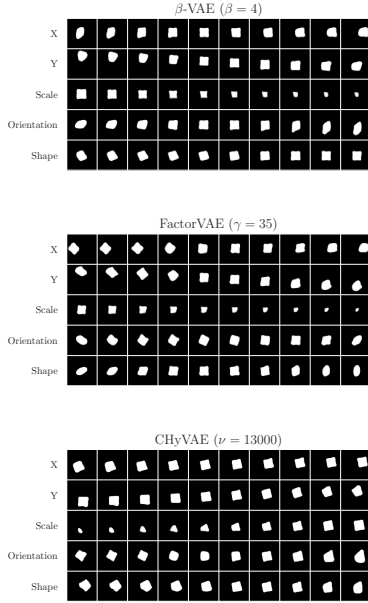 β-VAE (β = 4)
X
Y
Scale
Orientation
Shape
FactorVAE (γ = 35)
X
Y
Scale
Orientation
Shape
CHyVAE (ν = 13000)
X
Y
Scale
Orientation
Shape